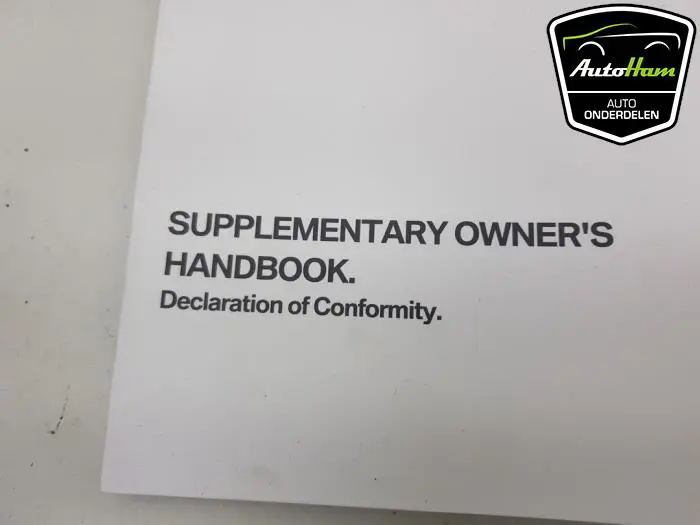 AutoHam
AUTO
ONDERDELEN
SUPPLEMENTARY OWNER'S
HANDBOOK.
Declaration of Conformity.